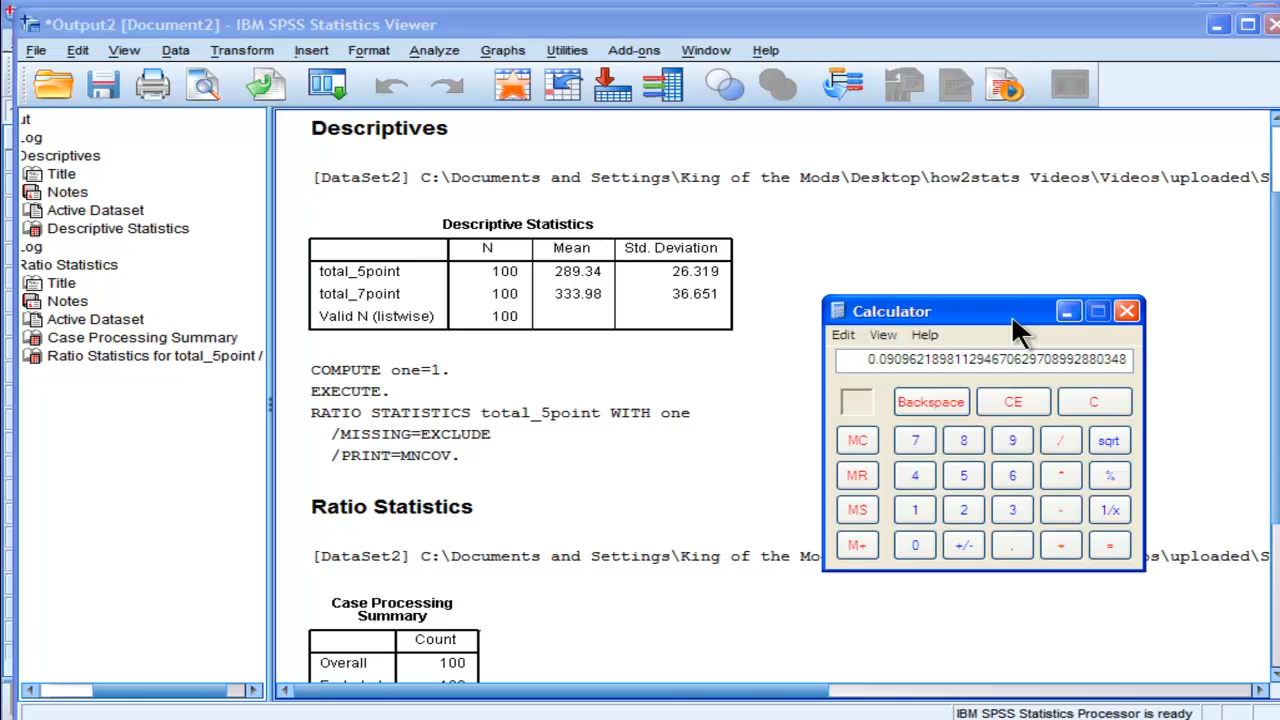 *Output2 [Document2] - IBM SPSS Statistics Viewer
File Edit View Data Transform Insert Format Analyze Graphs Utilities Add-ons Window Help
ut
Log
Descriptives
Title
Notes
Active Dataset
Descriptive Statistics
Log
Ratio Statistics
Title
Notes
Active Dataset
Case Processing Summary
Ratio Statistics for total_5point /
Descriptives
[DataSet2] C:\Documents and Settings\King of the Mods\Desktop\how2stats Videos\Videos\uploaded\S
Descriptive Statistics
N Mean Std. Deviation
total_5point 100 289.34 26.319
total_7point 100 333.98 36.651
Valid N (listwise) 100
COMPUTE one=1.
EXECUTE.
RATIO STATISTICS total_5point WITH one
/MISSING=EXCLUDE
/PRINT=MNCOV.
Ratio Statistics
[DataSet2] C:\Documents and Settings\King of the Mo
os\uploaded\S
Case Processing
Summary
Count
Overall 100
Calculator
Edit View Help
0.09096218981129467062970899288034​8
Backspace CE C
MC 7 8 9 / sqrt
MR 4 5 6 * %
MS 1 2 3 - 1/x
M+ 0 +/- . + =
IBM SPSS Statistics Processor is ready